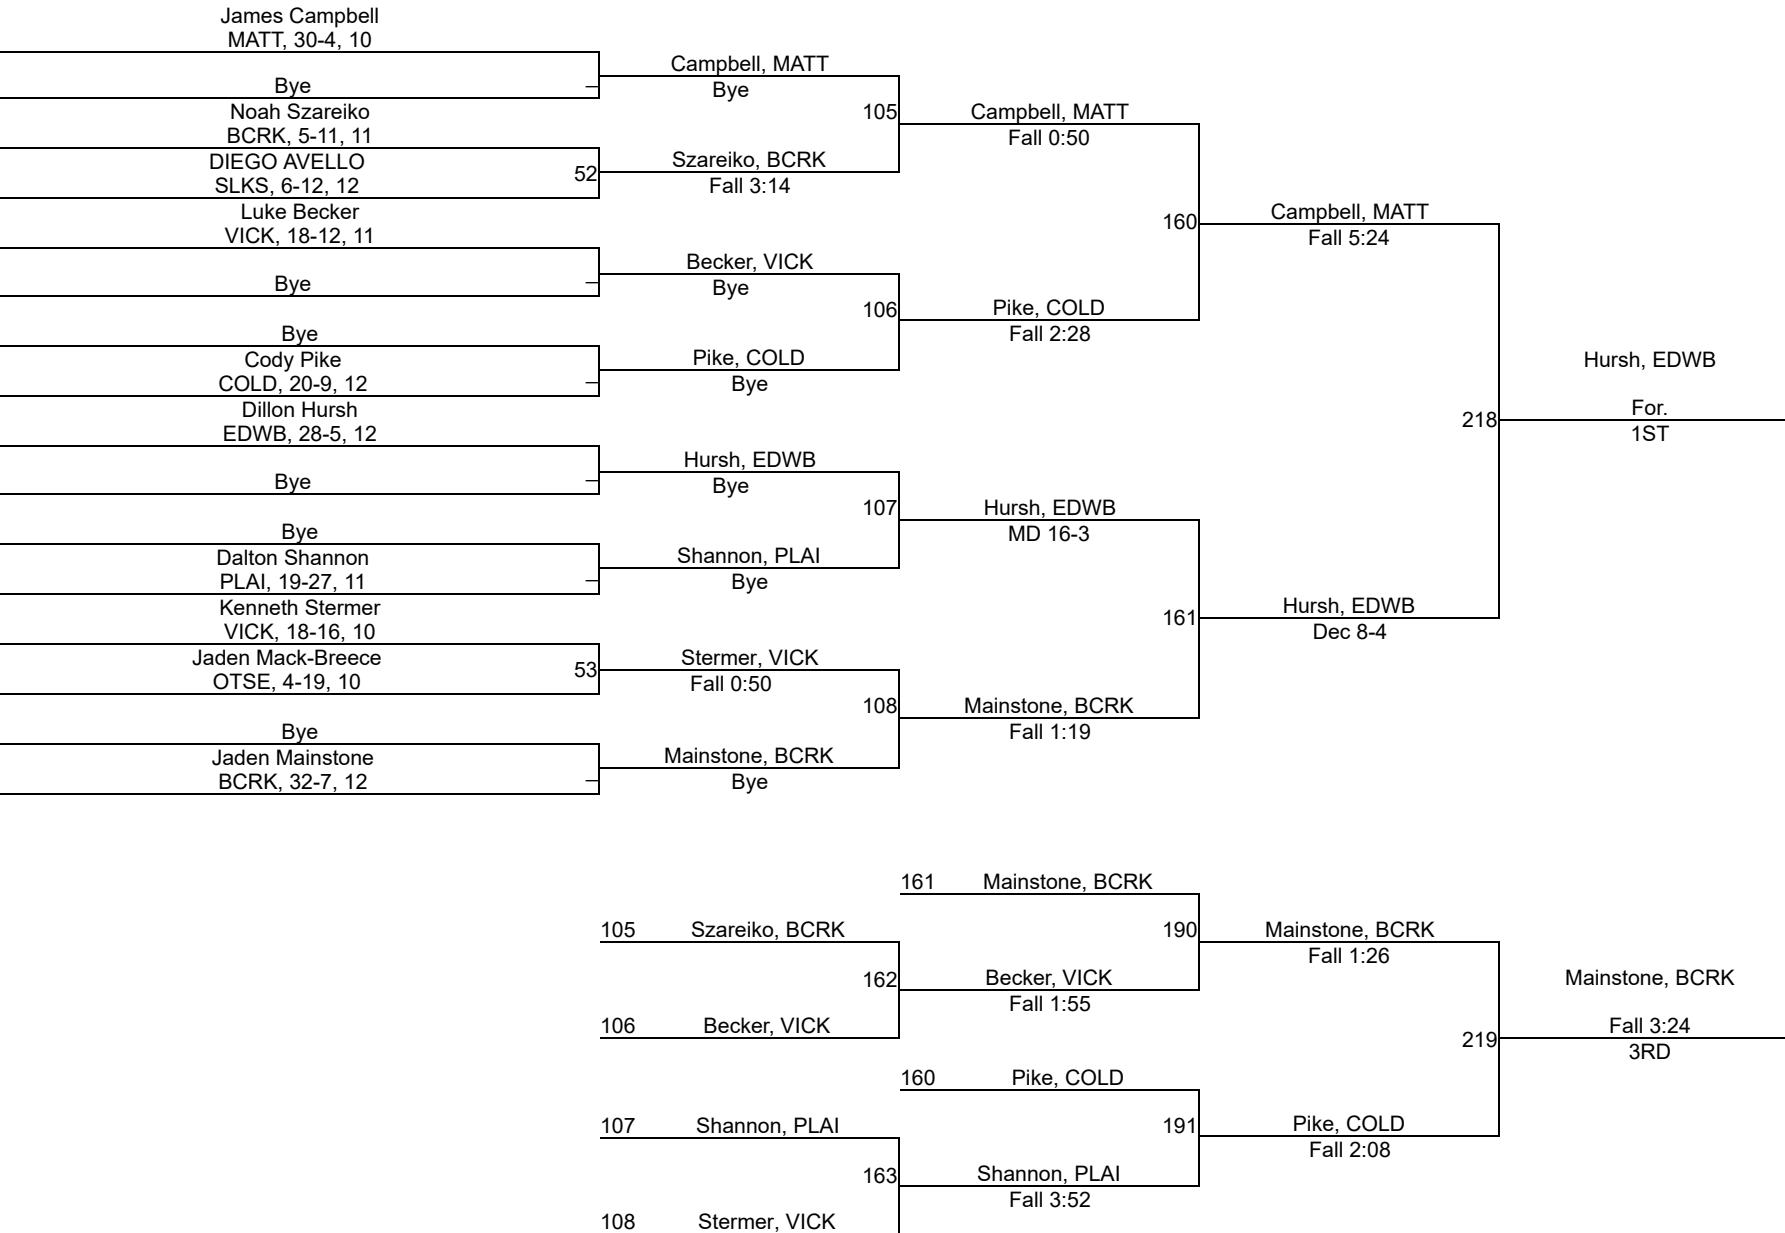 James Campbell
MATT, 30-4, 10
Bye
Noah Szareiko
BCRK, 5-11, 11
DIEGO AVELLO
SLKS, 6-12, 12
52
Luke Becker
VICK, 18-12, 11
Bye
Bye
Cody Pike
COLD, 20-9, 12
Dillon Hursh
EDWB, 28-5, 12
Bye
Bye
Dalton Shannon
PLAI, 19-27, 11
Kenneth Stermer
VICK, 18-16, 10
Jaden Mack-Breece
OTSE, 4-19, 10
53
Bye
Jaden Mainstone
BCRK, 32-7, 12
Campbell, MATT
Bye
105
Szareiko, BCRK
Fall 3:14
Becker, VICK
Bye
106
Pike, COLD
Bye
Hursh, EDWB
Bye
107
Shannon, PLAI
Bye
Stermer, VICK
Fall 0:50
108
Mainstone, BCRK
Bye
Campbell, MATT
Fall 0:50
160
Pike, COLD
Fall 2:28
Hursh, EDWB
MD 16-3
161
Mainstone, BCRK
Fall 1:19
Campbell, MATT
Fall 5:24
218
Hursh, EDWB
Dec 8-4
Hursh, EDWB
For.
1ST
105 Szareiko, BCRK
162
106 Becker, VICK
107 Shannon, PLAI
163
108 Stermer, VICK
161 Mainstone, BCRK
190
Becker, VICK
Fall 1:55
160 Pike, COLD
191
Shannon, PLAI
Fall 3:52
Mainstone, BCRK
Fall 1:26
219
Pike, COLD
Fall 2:08
Mainstone, BCRK
Fall 3:24
3RD